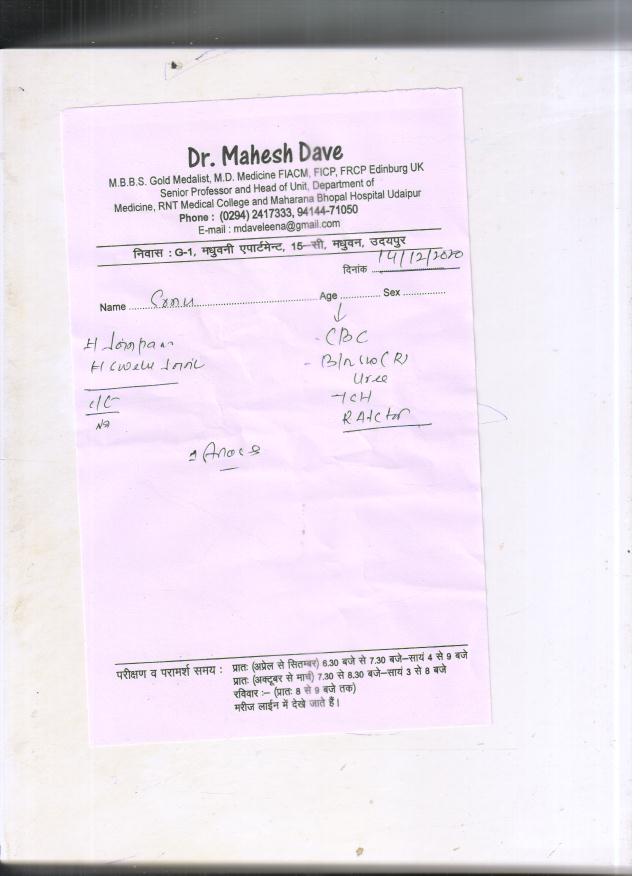 Dr. Mahesh Dave
M.B.B.S. Gold Medalist, M.D. Medicine FIACM, FICP, FRCP Edinburg UK
Senior Professor and Head of Unit, Department of
Medicine, RNT Medical College and Maharana Bhopal Hospital Udaipur
Phone : (0294) 2417333, 94144-71050
E-mail : mdaveleena@gmail.com
निवास : G-1, मधुवनी एपार्टमेन्ट, 15-सी, मधुवन, उदयपुर
दिनांक 14/12/2020
Name Sonu Age Sex
H
- CBC
H
Urea
C/C
परीक्षण व परामर्श समय : प्रातः (अप्रेल से सितम्बर) 6.30 बजे से 7.30 बजे-सायं 4 से 9 बजे
प्रातः (अक्टूबर से मार्च) 7.30 से 8.30 बजे-सायं 3 से 8 बजे
रविवार :- (प्रातः 8 से 9 बजे तक)
मरीज लाईन में देखे जाते हैं।